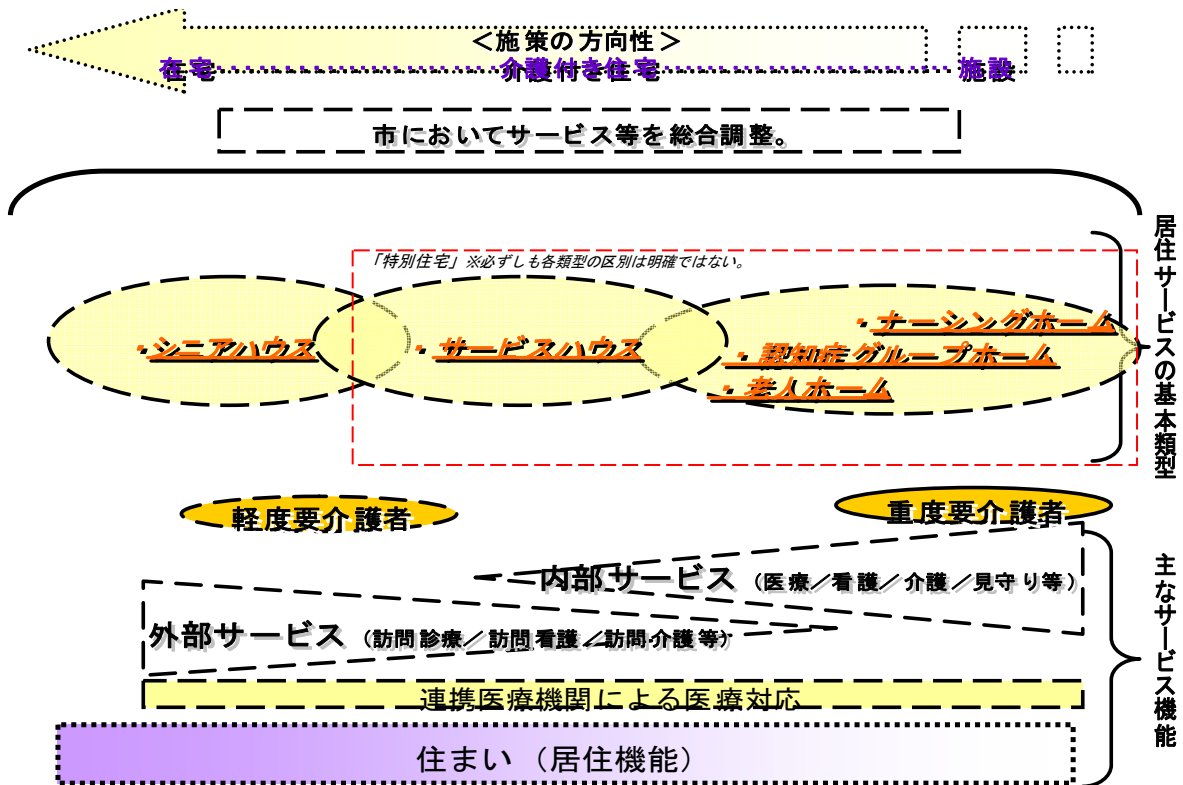 ＜施策の方向性＞
在宅‥‥‥‥‥‥‥‥‥‥介護付き住宅‥‥‥‥‥‥‥‥‥‥施設
市においてサービス等を総合調整。
「特別住宅」※必ずしも各類型の区別は明確ではない。
・シニアハウス
・サービスハウス
・ナーシングホーム
・認知症グループホーム
・老人ホーム
居住サービスの基本類型
軽度要介護者
重度要介護者
内部サービス（医療／看護／介護／見守り等）
外部サービス（訪問診療／訪問看護／訪問介護等）
連携医療機関による医療対応
住まい（居住機能）
主なサービス機能